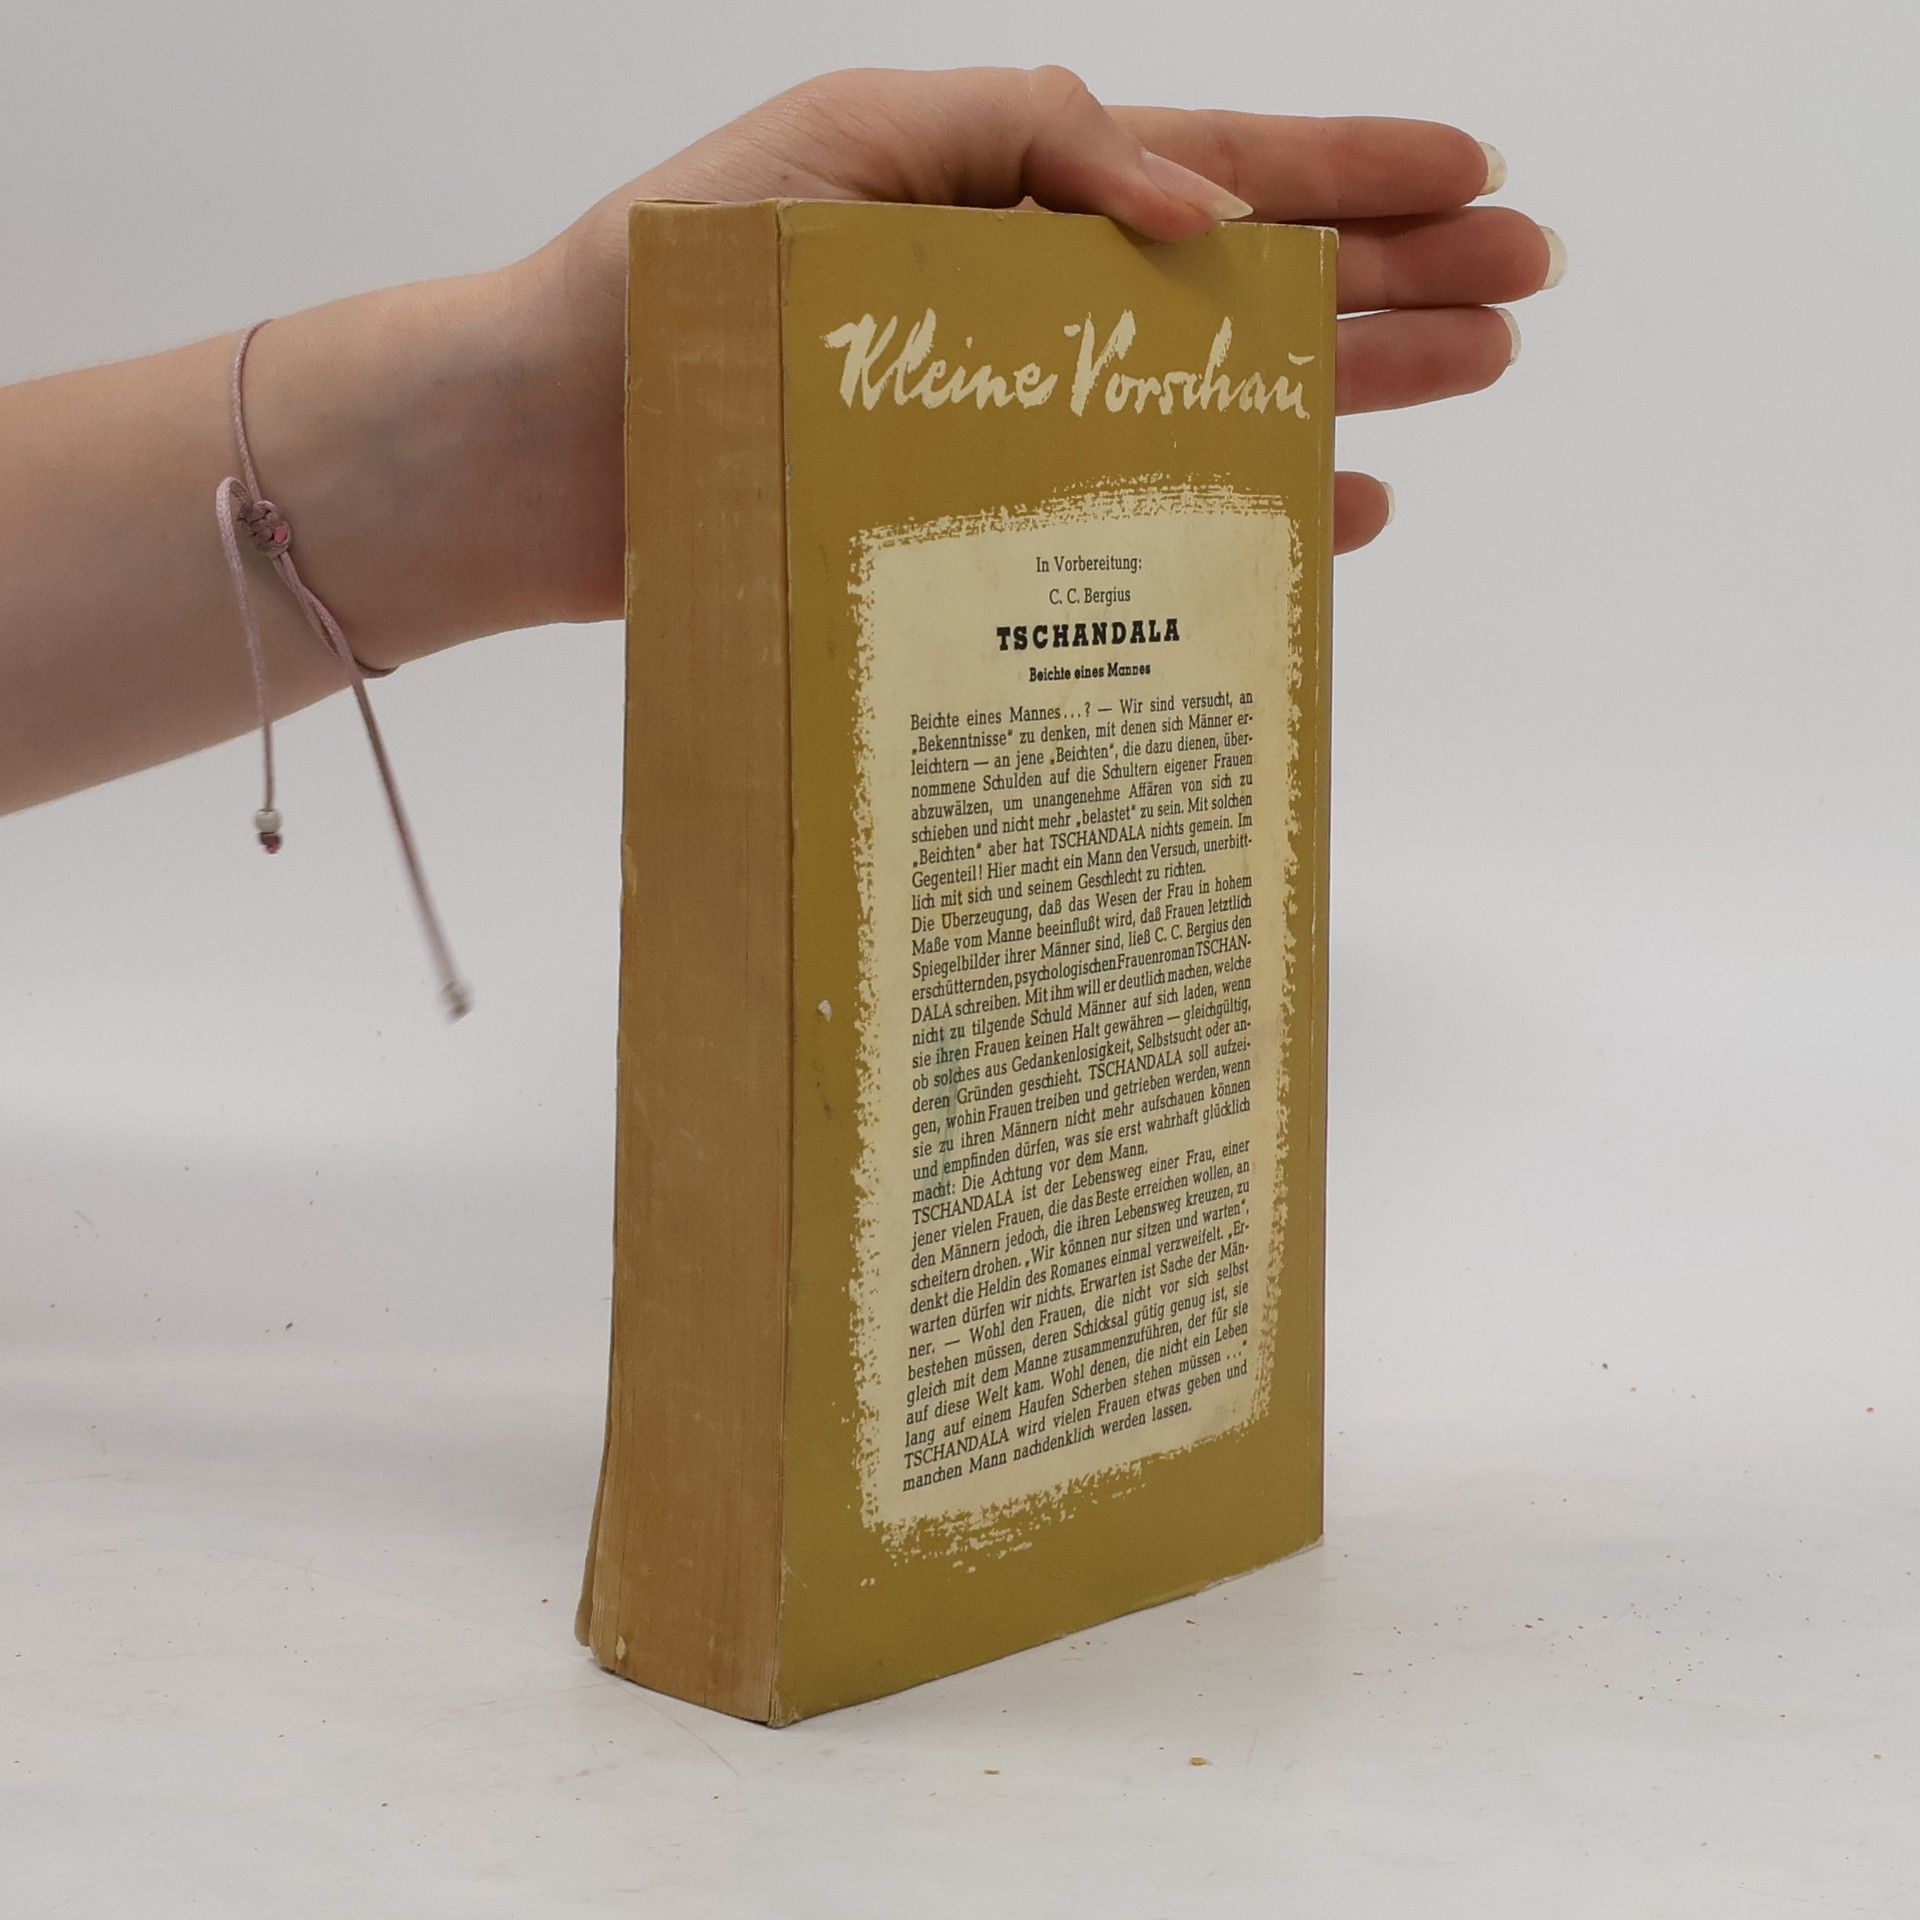 Kleine Vorschau
In Vorbereitung:
C. C. Bergius
TSCHANDALA
Beichte eines Mannes
Beichte eines Mannes...? — Wir sind versucht, an
„Bekenntnisse" zu denken, mit denen sich Männer er-
leichtern — an jene „Beichten", die dazu dienen, über-
nommene Schulden auf die Schultern eigener Frauen
abzuwälzen, um unangenehme Affären von sich zu
schieben und nicht mehr „belastet" zu sein. Mit solchen
„Beichten" aber hat TSCHANDALA nichts gemein. Im
Gegenteil! Hier macht ein Mann den Versuch, unerbitt-
lich mit sich und seinem Geschlecht zu richten.
Die Überzeugung, daß das Wesen der Frau in hohem
Maße vom Manne beeinflußt wird, daß Frauen letztlich
Spiegelbilder ihrer Männer sind, ließ C. C. Bergius den
erschütternden, psychologischen Frauenroman TSCHAN-
DALA schreiben. Mit ihm will er deutlich machen, welche
nicht zu tilgende Schuld Männer auf sich laden, wenn
sie ihren Frauen keinen Halt gewähren — gleichgültig,
ob solches aus Gedankenlosigkeit, Selbstsucht oder an-
deren Gründen geschieht. TSCHANDALA soll aufzei-
gen, wohin Frauen treiben und getrieben werden, wenn
sie zu ihren Männern nicht mehr aufschauen können
und empfinden dürfen, was sie erst wahrhaft glücklich
macht: Die Achtung vor dem Mann.
TSCHANDALA ist der Lebensweg einer Frau, einer
jener vielen Frauen, die das Beste erreichen wollen, an
den Männern jedoch, die ihren Lebensweg kreuzen, zu
scheitern drohen. „Wir können nur sitzen und warten",
denkt die Heldin des Romanes einmal verzweifelt. „Er-
warten dürfen wir nichts. Erwarten ist Sache der Män-
ner. — Wohl den Frauen, die nicht vor sich selbst
bestehen müssen, deren Schicksal gütig genug ist, sie
gleich mit dem Manne zusammenzuführen, der für sie
auf diese Welt kam. Wohl denen, die nicht ein Leben
lang auf einem Haufen Scherben stehen müssen ..."
TSCHANDALA wird vielen Frauen etwas geben und
manchen Mann nachdenklich werden lassen.